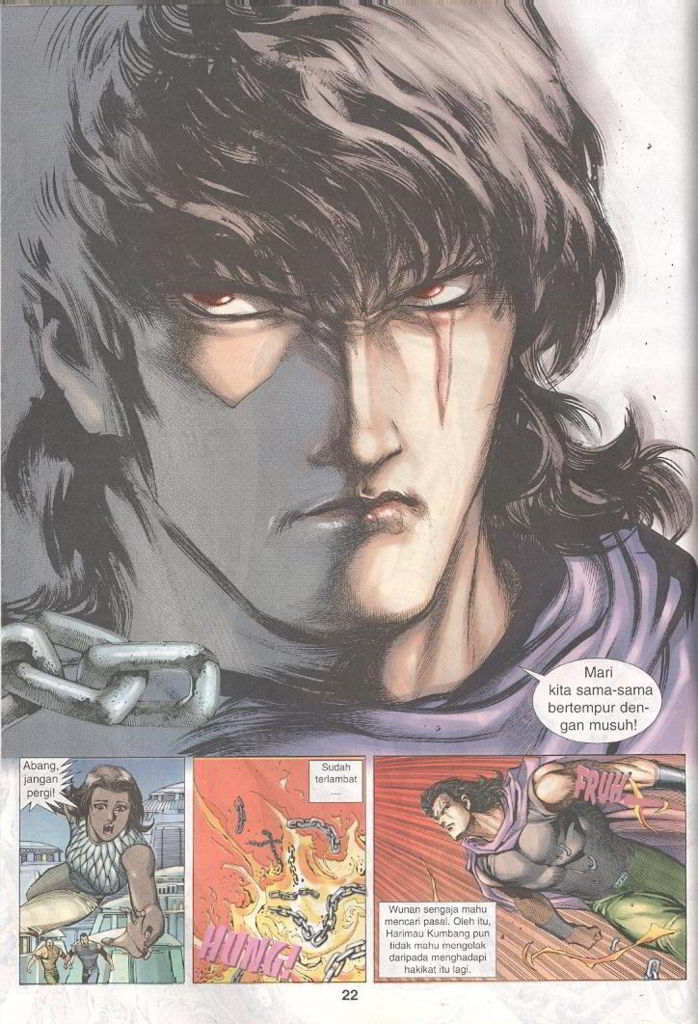 Mari
kita sama-sama
bertempur den-
gan musuh!
Abang,
jangan
pergi!
Sudah
terlambat
....
HUNG!
FRUH
Wunan sengaja mahu
mencari pasal. Oleh itu,
Harimau Kumbang pun
tidak mahu mengelak
daripada menghadapi
hakikat itu lagi.
22